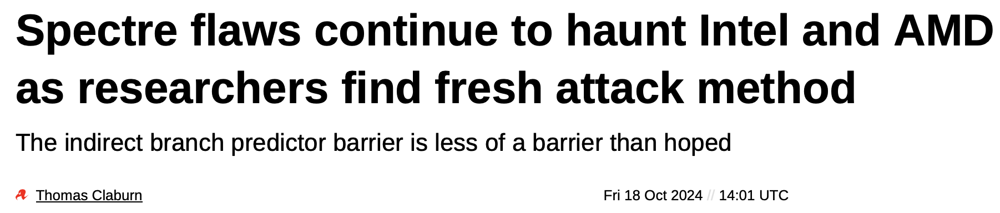 Spectre flaws continue to haunt Intel and AMD
as researchers find fresh attack method
The indirect branch predictor barrier is less of a barrier than hoped
Thomas Claburn Fri 18 Oct 2024 // 14:01 UTC